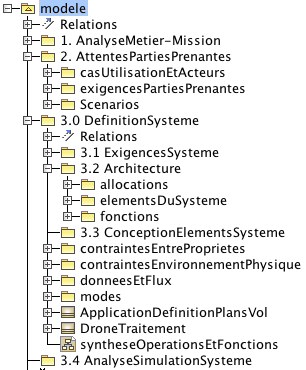 modele
Relations
1. AnalyseMetier-Mission
2. AttentesPartiesPrenantes
casUtilisationEtActeurs
exigencesPartiesPrenantes
Scenarios
3.0 DefinitionSysteme
Relations
3.1 ExigencesSysteme
3.2 Architecture
allocations
elementsDuSysteme
fonctions
3.3 ConceptionElementsSysteme
contraintesEntreProprietes
contraintesEnvironnementPhysique
donneesEtFlux
modes
ApplicationDefinitionPlansVol
DroneTraitement
syntheseOperationsEtFonctions
3.4 AnalyseSimulationSysteme